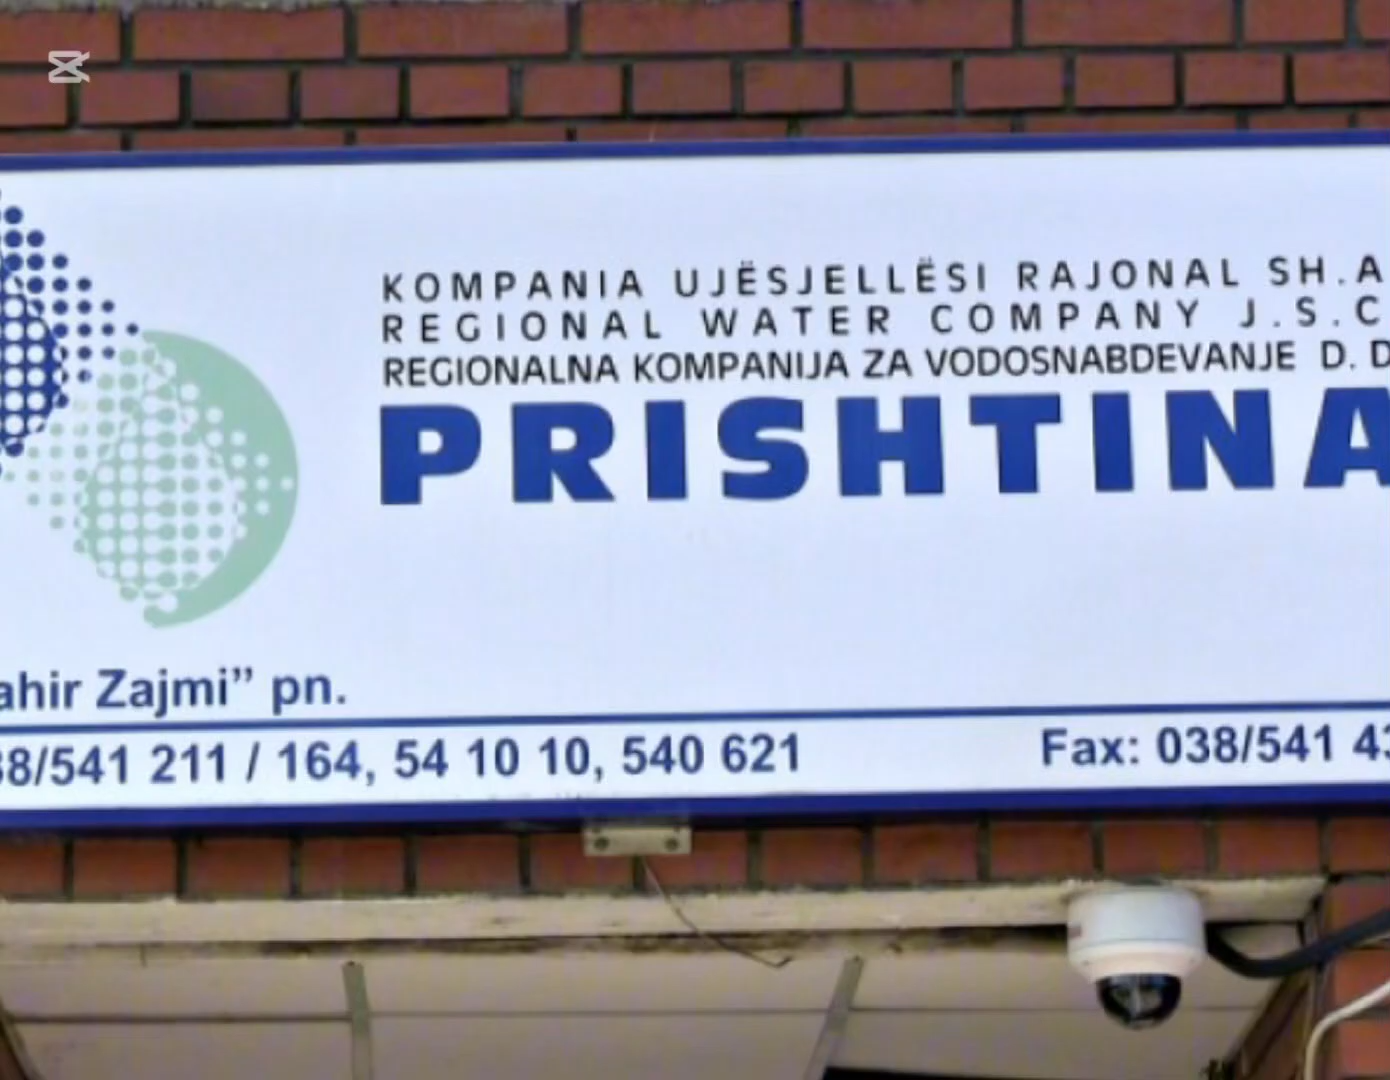 KOMPANIA UJËSJELLËSI RAJONAL SH.A
REGIONAL WATER COMPANY J.S.C
REGIONALNA KOMPANIJA ZA VODOSNABDEVANJE D. D
PRISHTINA
ahir Zajmi” pn.
38/541 211 / 164, 54 10 10, 540 621
Fax: 038/541 43